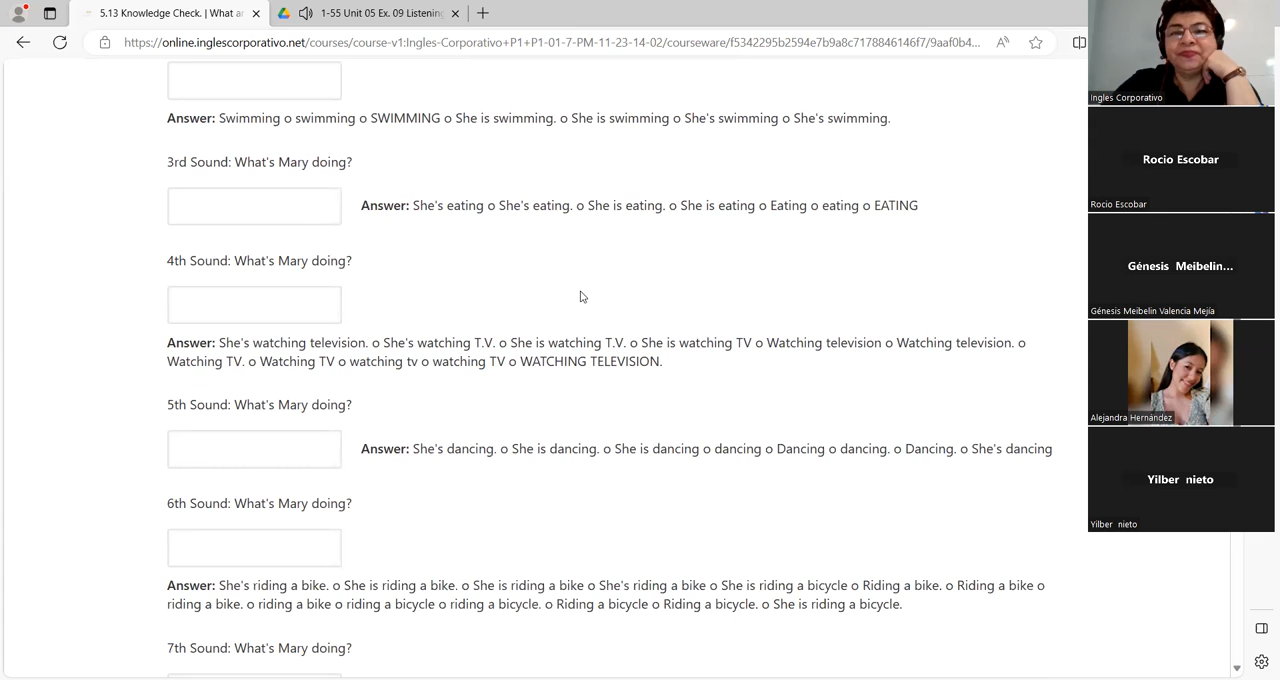 5.13 Knowledge Check. | What ar
1-55 Unit 05 Ex. 09 Listening
https://online.inglescorporativo.net/courses/course-v1:Ingles-Corporativo+P1+P1-01-7-PM-11-23-14-02/courseware/f5342295b2594e7b9a8c7178846146f7/9aaf0b4...
Answer: Swimming o swimming o SWIMMING o She is swimming. o She is swimming o She's swimming o She's swimming.
3rd Sound: What's Mary doing?
Answer: She's eating o She's eating. o She is eating. o She is eating o Eating o eating o EATING
4th Sound: What's Mary doing?
Answer: She's watching television. o She's watching T.V. o She is watching T.V. o She is watching TV o Watching television o Watching television. o
Watching TV. o Watching TV o watching tv o watching TV o WATCHING TELEVISION.
5th Sound: What's Mary doing?
Answer: She's dancing. o She is dancing. o She is dancing o dancing o Dancing o dancing. o Dancing. o She's dancing
6th Sound: What's Mary doing?
Answer: She's riding a bike. o She is riding a bike. o She is riding a bike o She's riding a bike o She is riding a bicycle o Riding a bike. o Riding a bike o
riding a bike. o riding a bike o riding a bicycle o riding a bicycle. o Riding a bicycle o Riding a bicycle. o She is riding a bicycle.
7th Sound: What's Mary doing?
Ingles Corporativo
Rocio Escobar
Rocio Escobar
Génesis Meibelin...
Génesis Meibelin Valencia Mejía
Alejandra Hernández
Yilber nieto
Yilber nieto